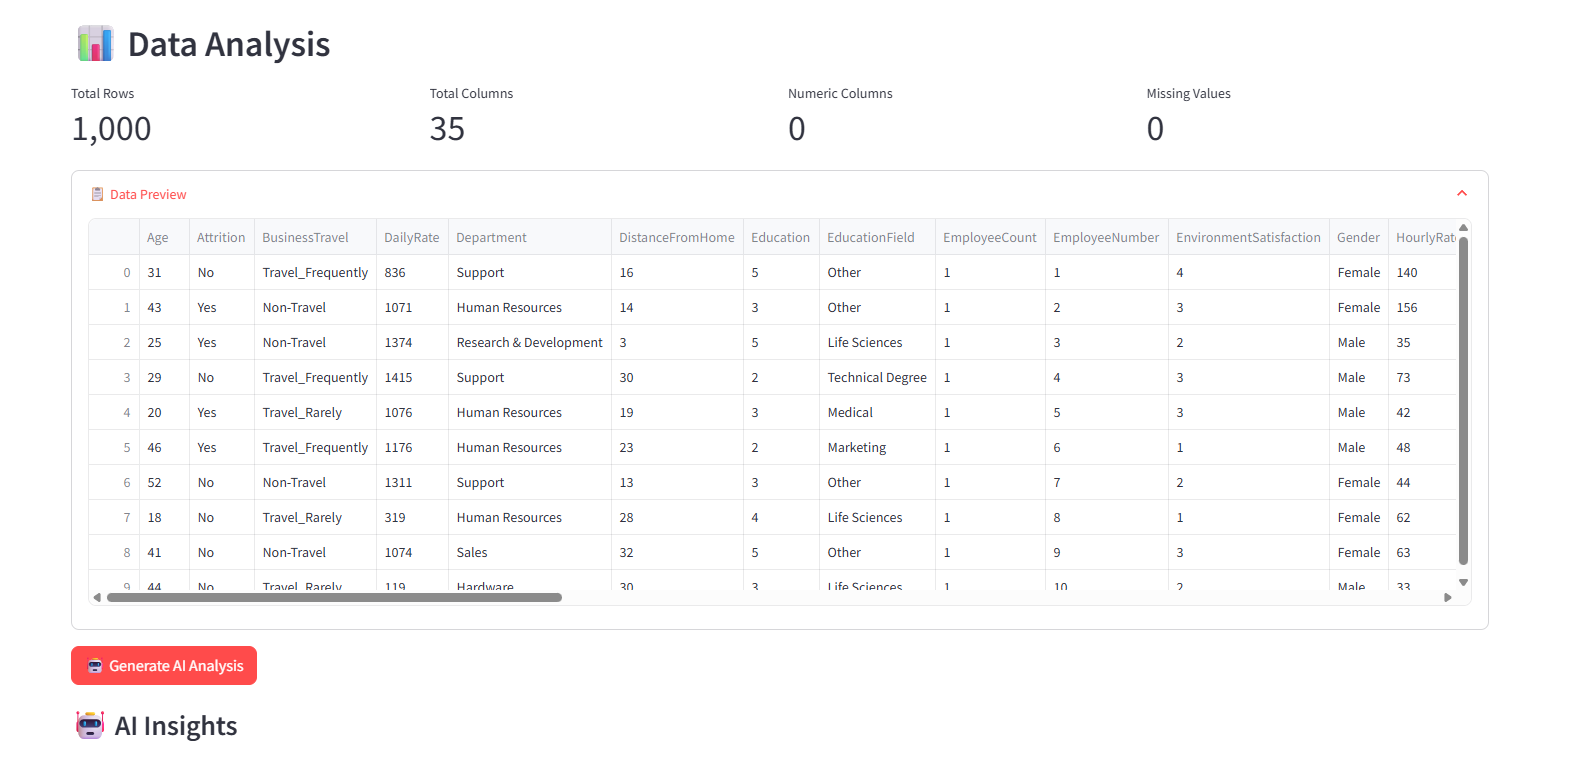 Data Analysis
Total Rows Total Columns Numeric Columns Missing Values
1,000 35 0 0
Data Preview
Age Attrition BusinessTravel DailyRate Department DistanceFromHome Education EducationField EmployeeCount EmployeeNumber EnvironmentSatisfaction Gender HourlyRat
0 31 No Travel_Frequently 836 Support 16 5 Other 1 1 4 Female 140
1 43 Yes Non-Travel 1071 Human Resources 14 3 Other 1 2 3 Female 156
2 25 Yes Non-Travel 1374 Research & Development 3 5 Life Sciences 1 3 2 Male 35
3 29 No Travel_Frequently 1415 Support 30 2 Technical Degree 1 4 3 Male 73
4 20 Yes Travel_Rarely 1076 Human Resources 19 3 Medical 1 5 3 Male 42
5 46 Yes Travel_Frequently 1176 Human Resources 23 2 Marketing 1 6 1 Male 48
6 52 No Non-Travel 1311 Support 13 3 Other 1 7 2 Female 44
7 18 No Travel_Rarely 319 Human Resources 28 4 Life Sciences 1 8 1 Female 62
8 41 No Non-Travel 1074 Sales 32 5 Other 1 9 3 Female 63
9 44 No Travel_Rarely 119 Hardware 30 3 Life Sciences 1 10 2 Male 33
Generate AI Analysis
AI Insights